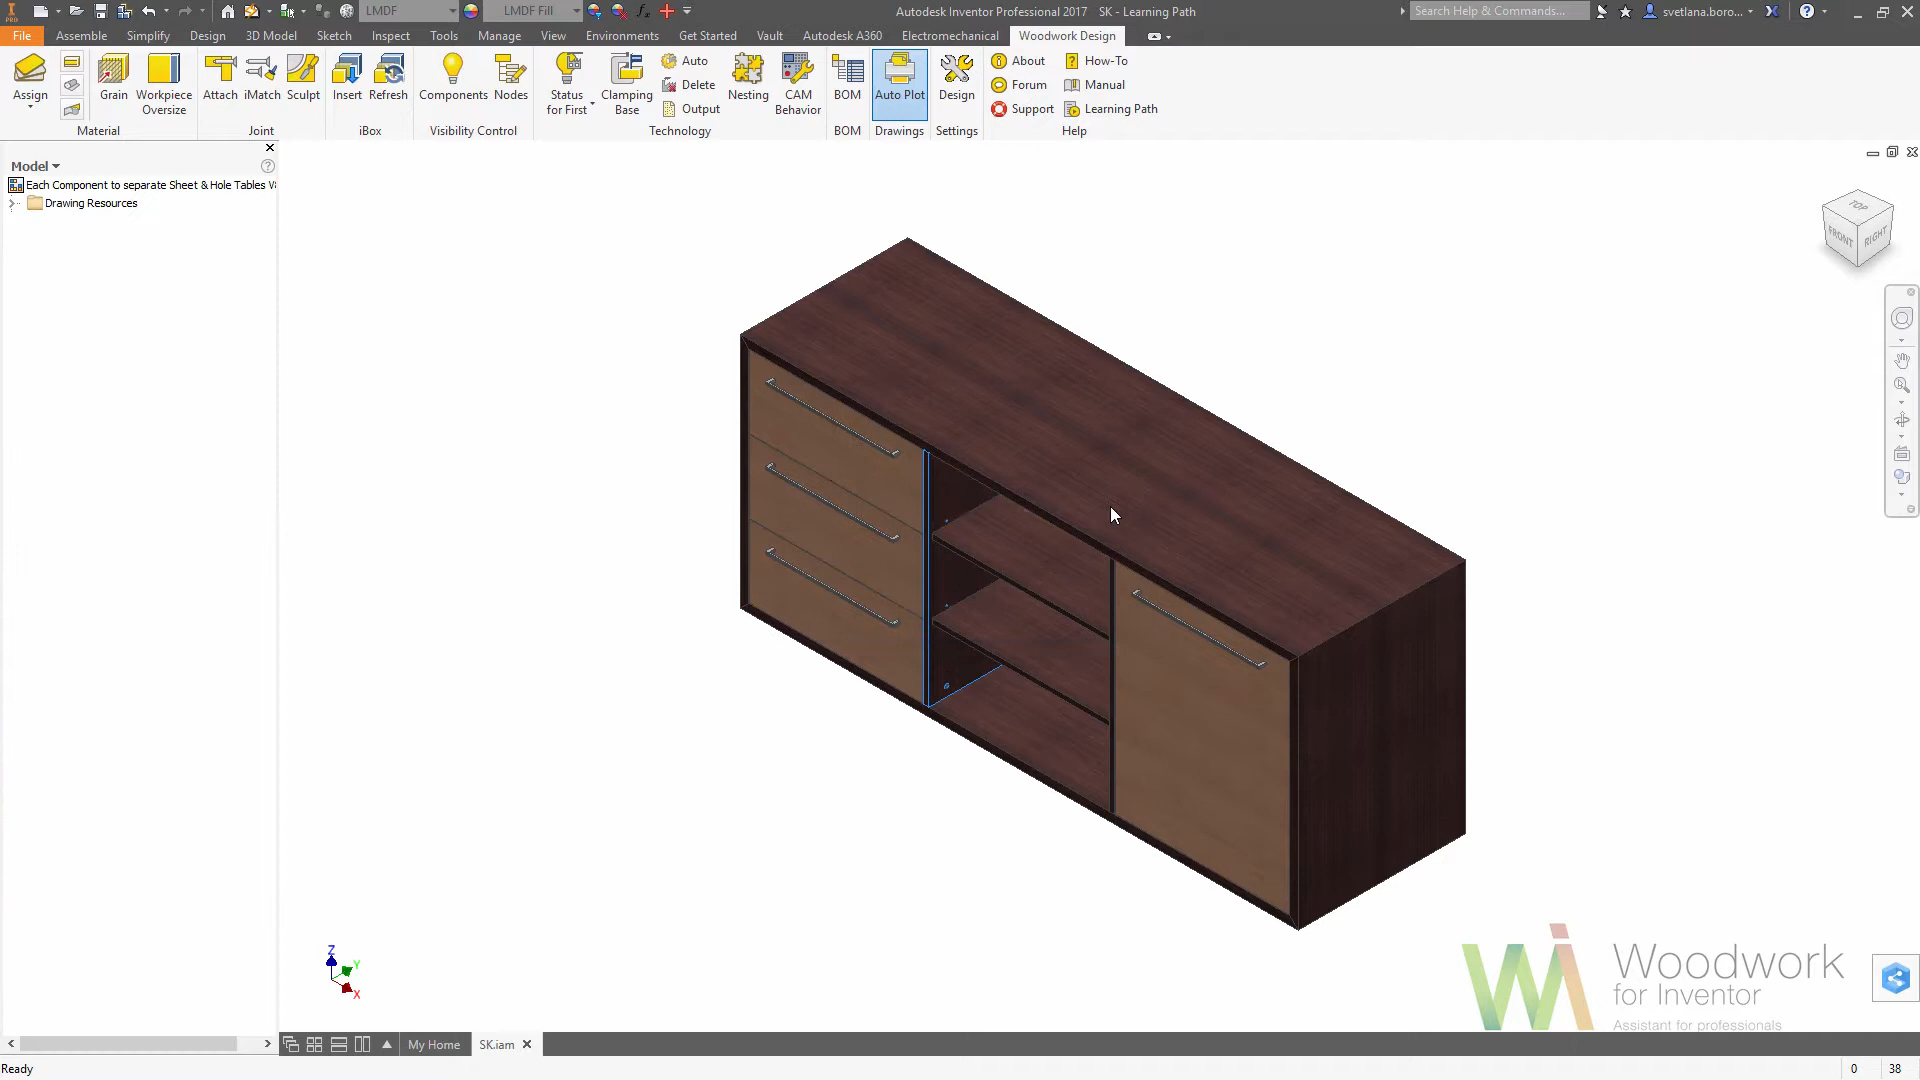 LMDF
LMDF Fill
Autodesk Inventor Professional 2017 SK - Learning Path
Search Help & Commands...
svetlana.boro...
PRO
File Assemble Simplify Design 3D Model Sketch Inspect Tools Manage View Environments Get Started Vault Autodesk A360 Electromechanical Woodwork Design
Assign
Grain
Workpiece
Oversize
Material
Attach
iMatch
Sculpt
Joint
Insert
Refresh
iBox
Components
Nodes
Visibility Control
Status
for First
Clamping
Base
Auto
Delete
Output
Nesting
CAM
Behavior
Technology
BOM
BOM
Auto Plot
Drawings
Design
Settings
About
Forum
Support
How-To
Manual
Learning Path
Help
Model
Each Component to separate Sheet & Hole Tables
Drawing Resources
TOP
FRONT
RIGHT
Z
Y
X
Woodwork
for Inventor
Assistant for professionals
My Home
SK.iam
Ready
0
38